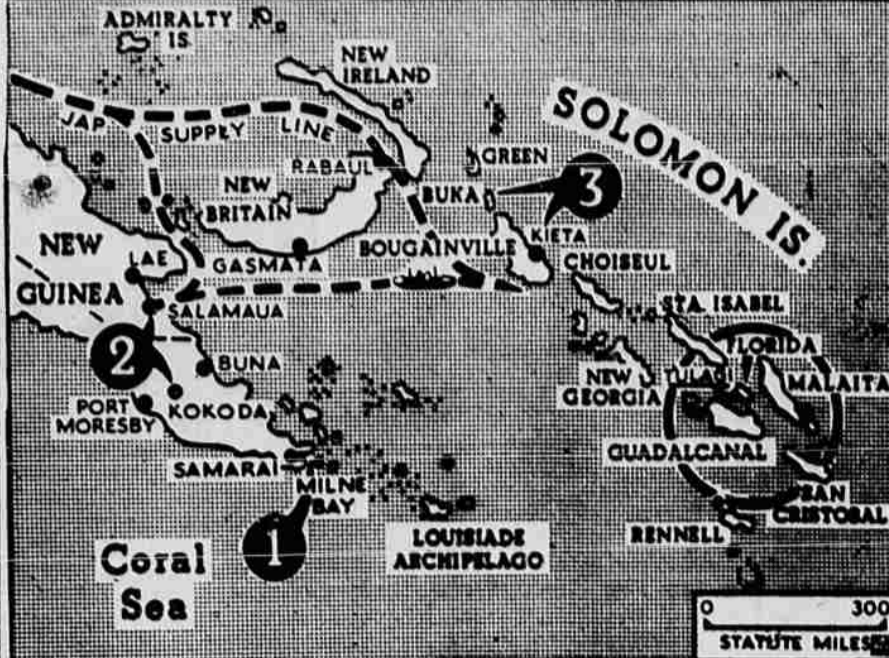 ADMIRALTY
IS.
NEW
IRELAND
SOLOMON IS.
JAP SUPPLY LINE
RABAUL
GREEN
BUKA
3
NEW
BRITAIN
BOUGAINVILLE
KIETA
NEW
GUINEA
LAE
GASMATA
CHOISEUL
SALAMAUA
STA. ISABEL
2
BUNA
FLORIDA
NEW
GEORGIA
TULAGI
MALAITA
PORT
MORESBY
KOKODA
GUADALCANAL
SAMARAI
MILNE
BAY
SAN
CRISTOBAL
1
LOUISIADE
ARCHIPELAGO
RENNELL
Coral
Sea
0 300
STATUTE MILES